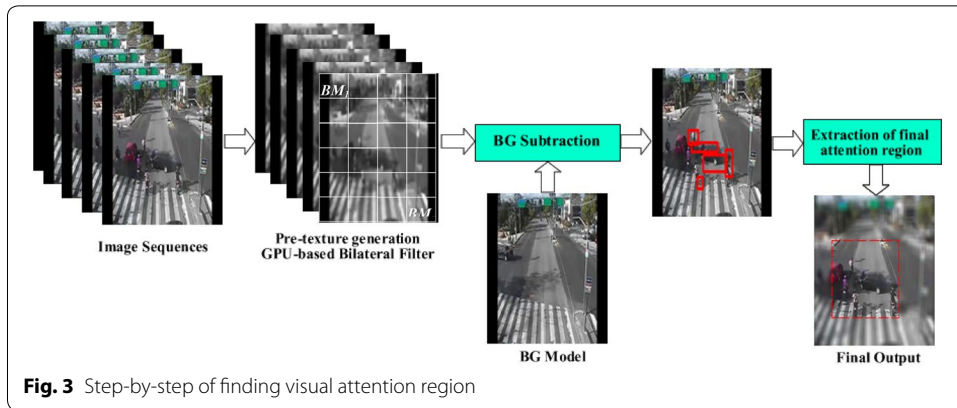 BM1
BM
Image Sequences
Pre-texture generation
GPU-based Bilateral Filter
BG Subtraction
BG Model
Extraction of final
attention region
Final Output
Fig. 3 Step-by-step of finding visual attention region